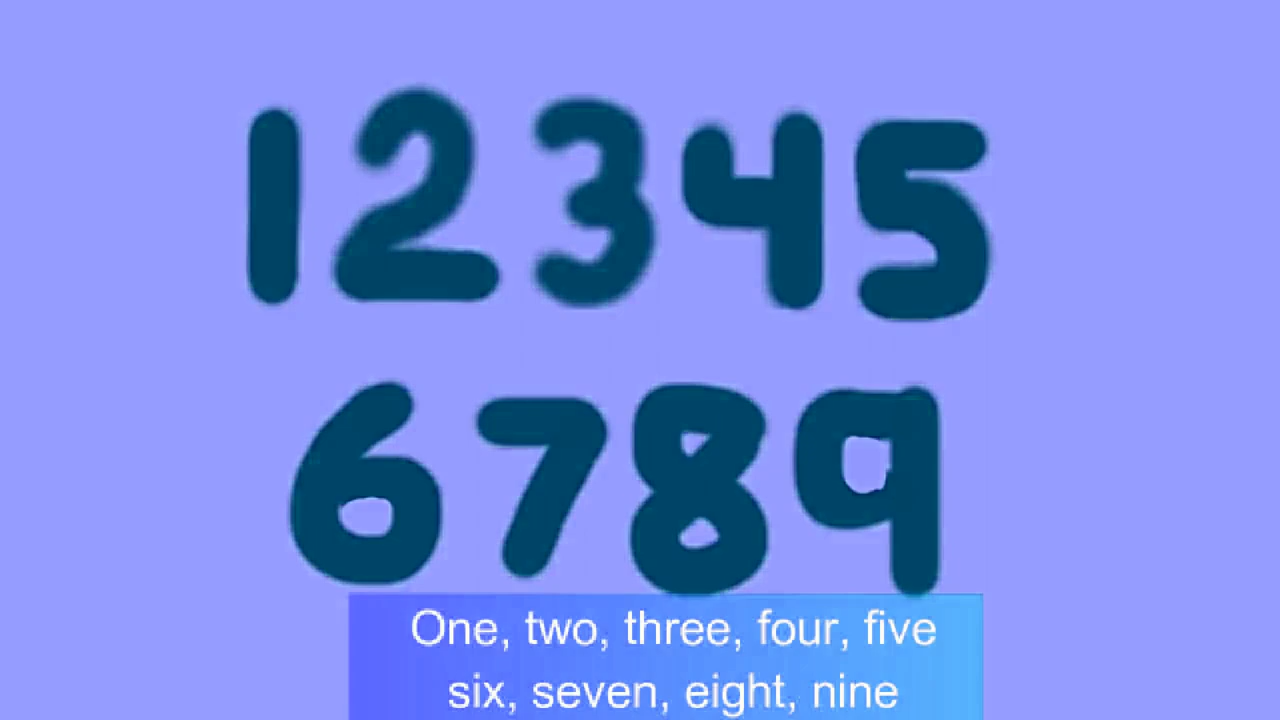 12345
6789
One, two, three, four, five
six, seven, eight, nine